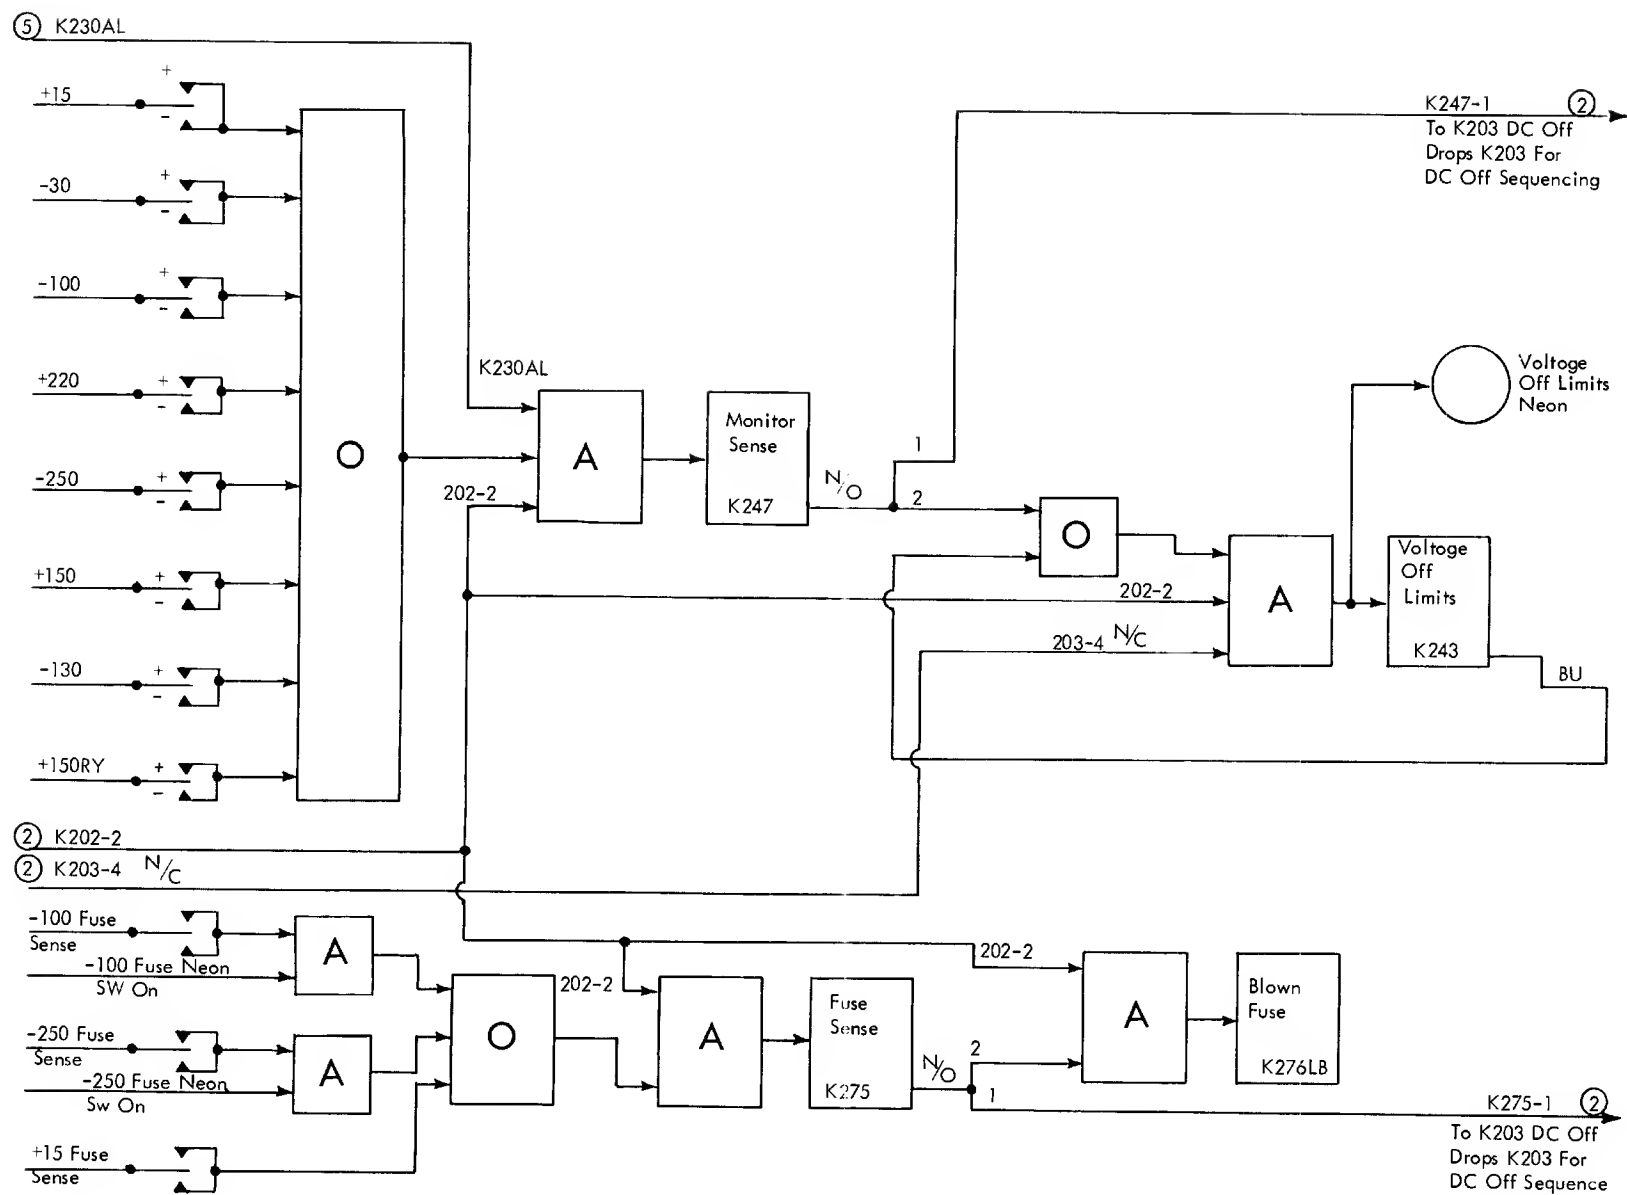 5 K230AL
+
+15
-
K247-1 2
To K203 DC Off
Drops K203 For
DC Off Sequencing
+
-30
-
+
-100
-
+
+220
-
K230AL
Voltage
Off Limits
Neon
O
A
Monitor
Sense
K247
N/O
1
2
+
-250
-
202-2
O
+
+150
-
202-2
A
Voltage
Off
Limits
K243
203-4 N/C
BU
+
-130
-
+
+150RY
-
2 K202-2
2 K203-4 N/C
-100 Fuse
Sense
A
-100 Fuse Neon
SW On
202-2
202-2
O
A
Fuse
Sense
K275
N/O
2
1
A
Blown
Fuse
K276LB
-250 Fuse
Sense
A
-250 Fuse Neon
Sw On
K275-1 2
To K203 DC Off
Drops K203 For
DC Off Sequence
+15 Fuse
Sense